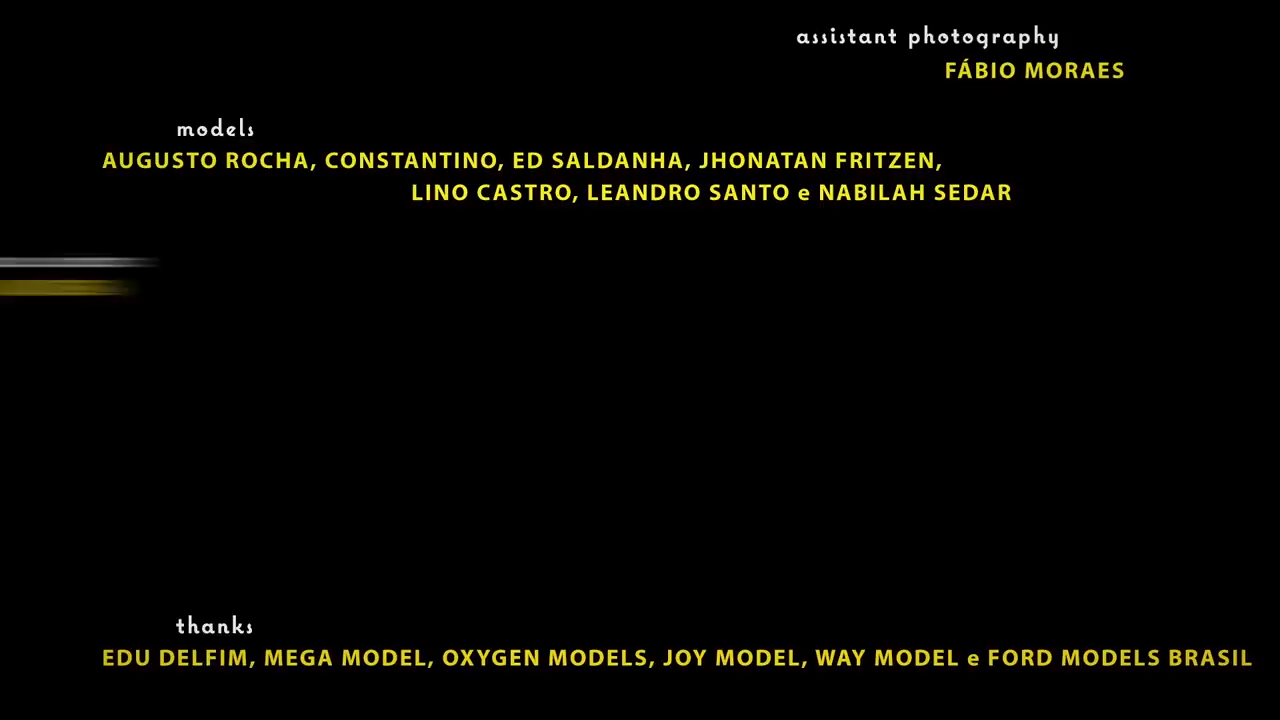 assistant photography
FÁBIO MORAES
models
AUGUSTO ROCHA, CONSTANTINO, ED SALDANHA, JHONATAN FRITZEN,
LINO CASTRO, LEANDRO SANTO e NABILAH SEDAR
thanks
EDU DELFIM, MEGA MODEL, OXYGEN MODELS, JOY MODEL, WAY MODEL e FORD MODELS BRASIL